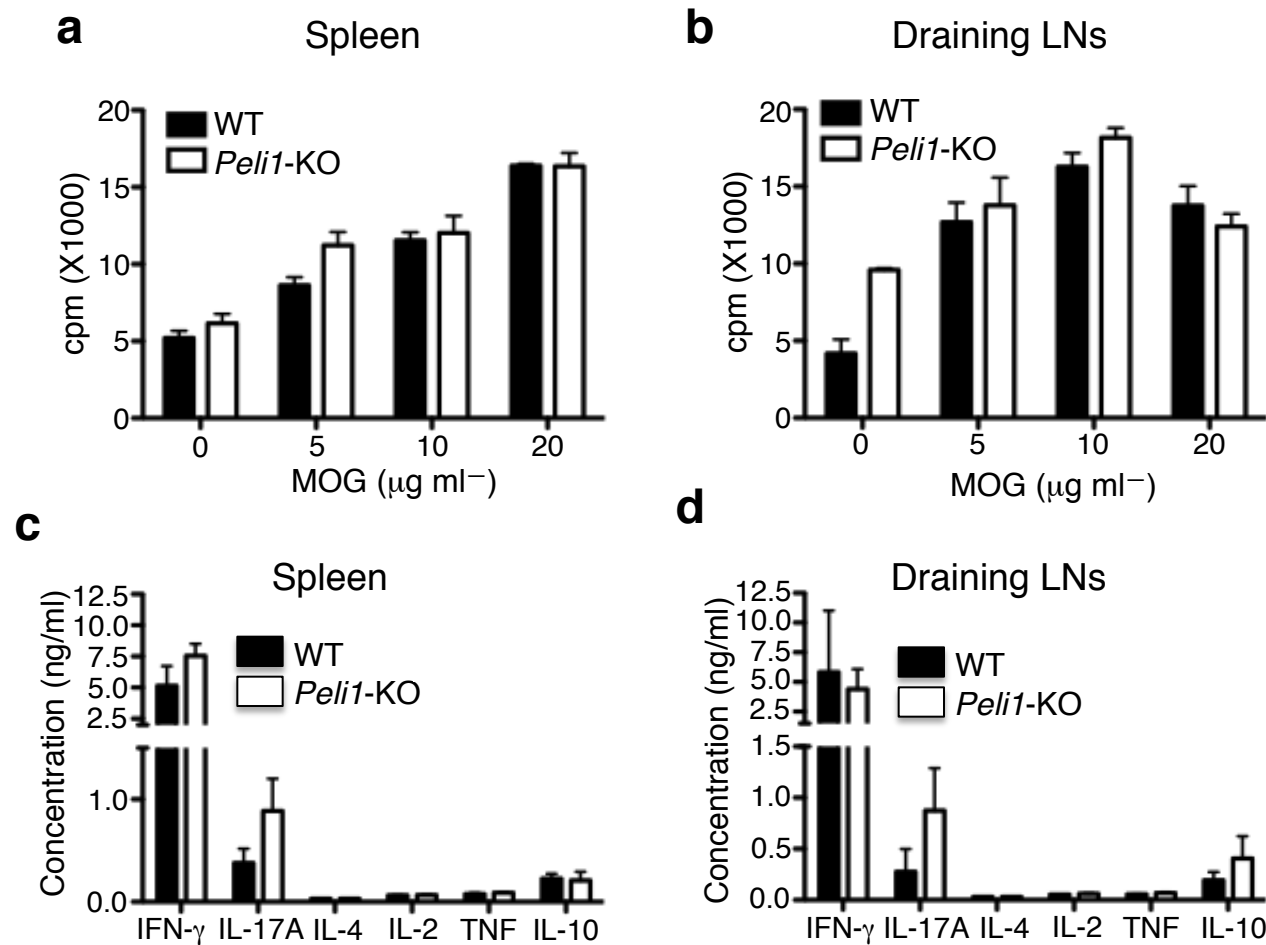 a
Spleen
20
15
10
5
0
cpm (X1000)
WT
Peli1-KO
0 5 10 20
MOG (μg ml−)
b
Draining LNs
20
15
10
5
0
cpm (X1000)
WT
Peli1-KO
0 5 10 20
MOG (μg ml−)
c
Spleen
12.5
10.0
7.5
5.0
2.5
1.0
0.0
Concentration (ng/ml)
WT
Peli1-KO
IFN-γ IL-17A IL-4 IL-2 TNF IL-10
d
Draining LNs
12.5
10.0
7.5
5.0
2.5
1.5
1.0
0.5
0.0
Concentration (ng/ml)
WT
Peli1-KO
IFN-γ IL-17A IL-4 IL-2 TNF IL-10